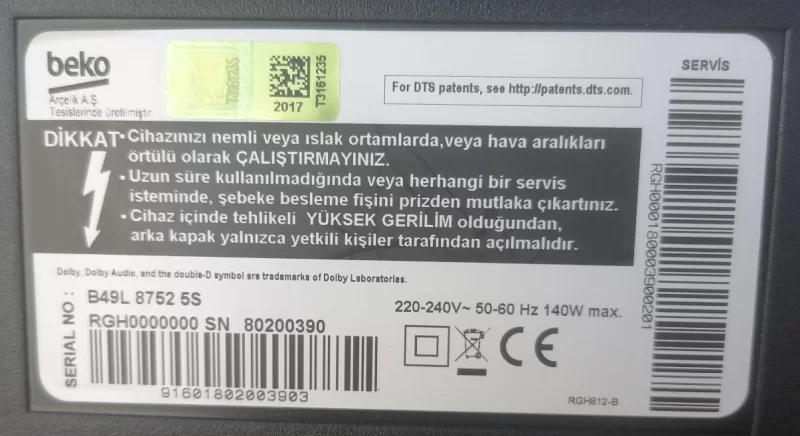 beko
Arçelik A.Ş.
Tesislerinde üretilmiştir.
T3161235
2017
T3161235
For DTS patents, see http://patents.dts.com.
SERVİS
DİKKAT
• Cihazınızı nemli veya ıslak ortamlarda,veya hava aralıkları
örtülü olarak ÇALIŞTIRMAYINIZ.
• Uzun süre kullanılmadığında veya herhangi bir servis
isteminde, şebeke besleme fişini prizden mutlaka çıkartınız.
• Cihaz içinde tehlikeli YÜKSEK GERİLİM olduğundan,
arka kapak yalnızca yetkili kişiler tarafından açılmalıdır.
Dolby, Dolby Audio, and the double-D symbol are trademarks of Dolby Laboratories.
SERIAL NO :
B49L 8752 5S
RGH0000000 SN 80200390
91601802003903
220-240V~ 50-60 Hz 140W max.
CE
RGH812-B